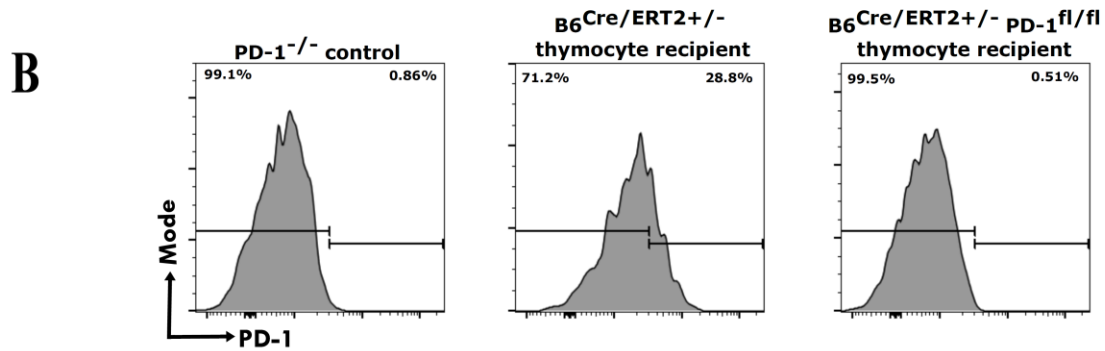 B
PD-1-/- control
99.1% 0.86%
B6Cre/ERT2+/-
thymocyte recipient
71.2% 28.8%
B6Cre/ERT2+/- PD-1fl/fl
thymocyte recipient
99.5% 0.51%
Mode
PD-1